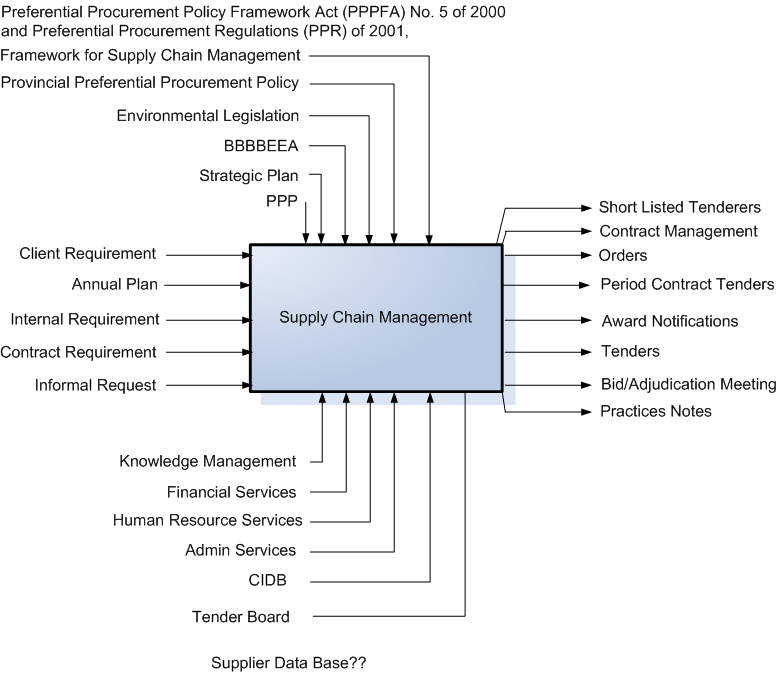 Preferential Procurement Policy Framework Act (PPPFA) No. 5 of 2000
and Preferential Procurement Regulations (PPR) of 2001,
Framework for Supply Chain Management
Provincial Preferential Procurement Policy
Environmental Legislation
BBBBEEA
Strategic Plan
PPP
Client Requirement
Annual Plan
Internal Requirement
Contract Requirement
Informal Request
Supply Chain Management
Short Listed Tenderers
Contract Management
Orders
Period Contract Tenders
Award Notifications
Tenders
Bid/Adjudication Meeting
Practices Notes
Knowledge Management
Financial Services
Human Resource Services
Admin Services
CIDB
Tender Board
Supplier Data Base??